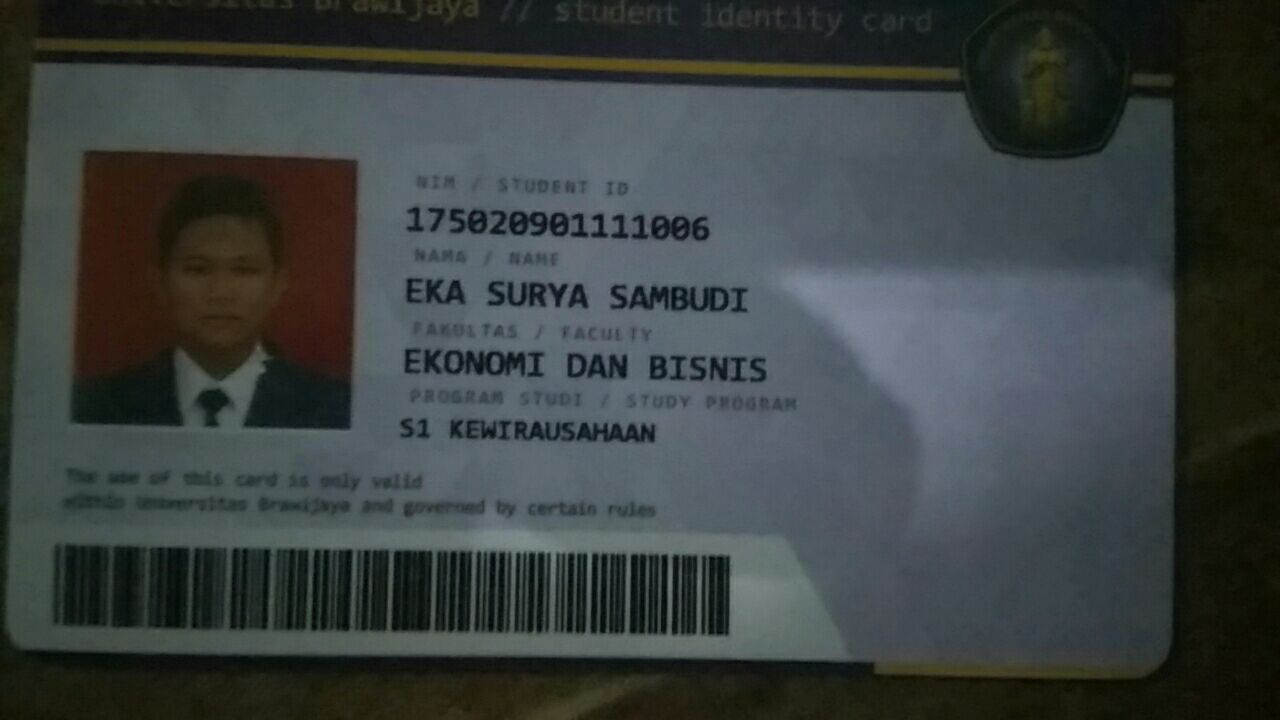 Universitas Brawijaya // student identity card
NIM / STUDENT ID
175020901111006
NAMA / NAME
EKA SURYA SAMBUDI
FAKULTAS / FACULTY
EKONOMI DAN BISNIS
PROGRAM STUDI / STUDY PROGRAM
S1 KEWIRAUSAHAAN
The use of this card is only valid
within Universitas Brawijaya and governed by certain rules